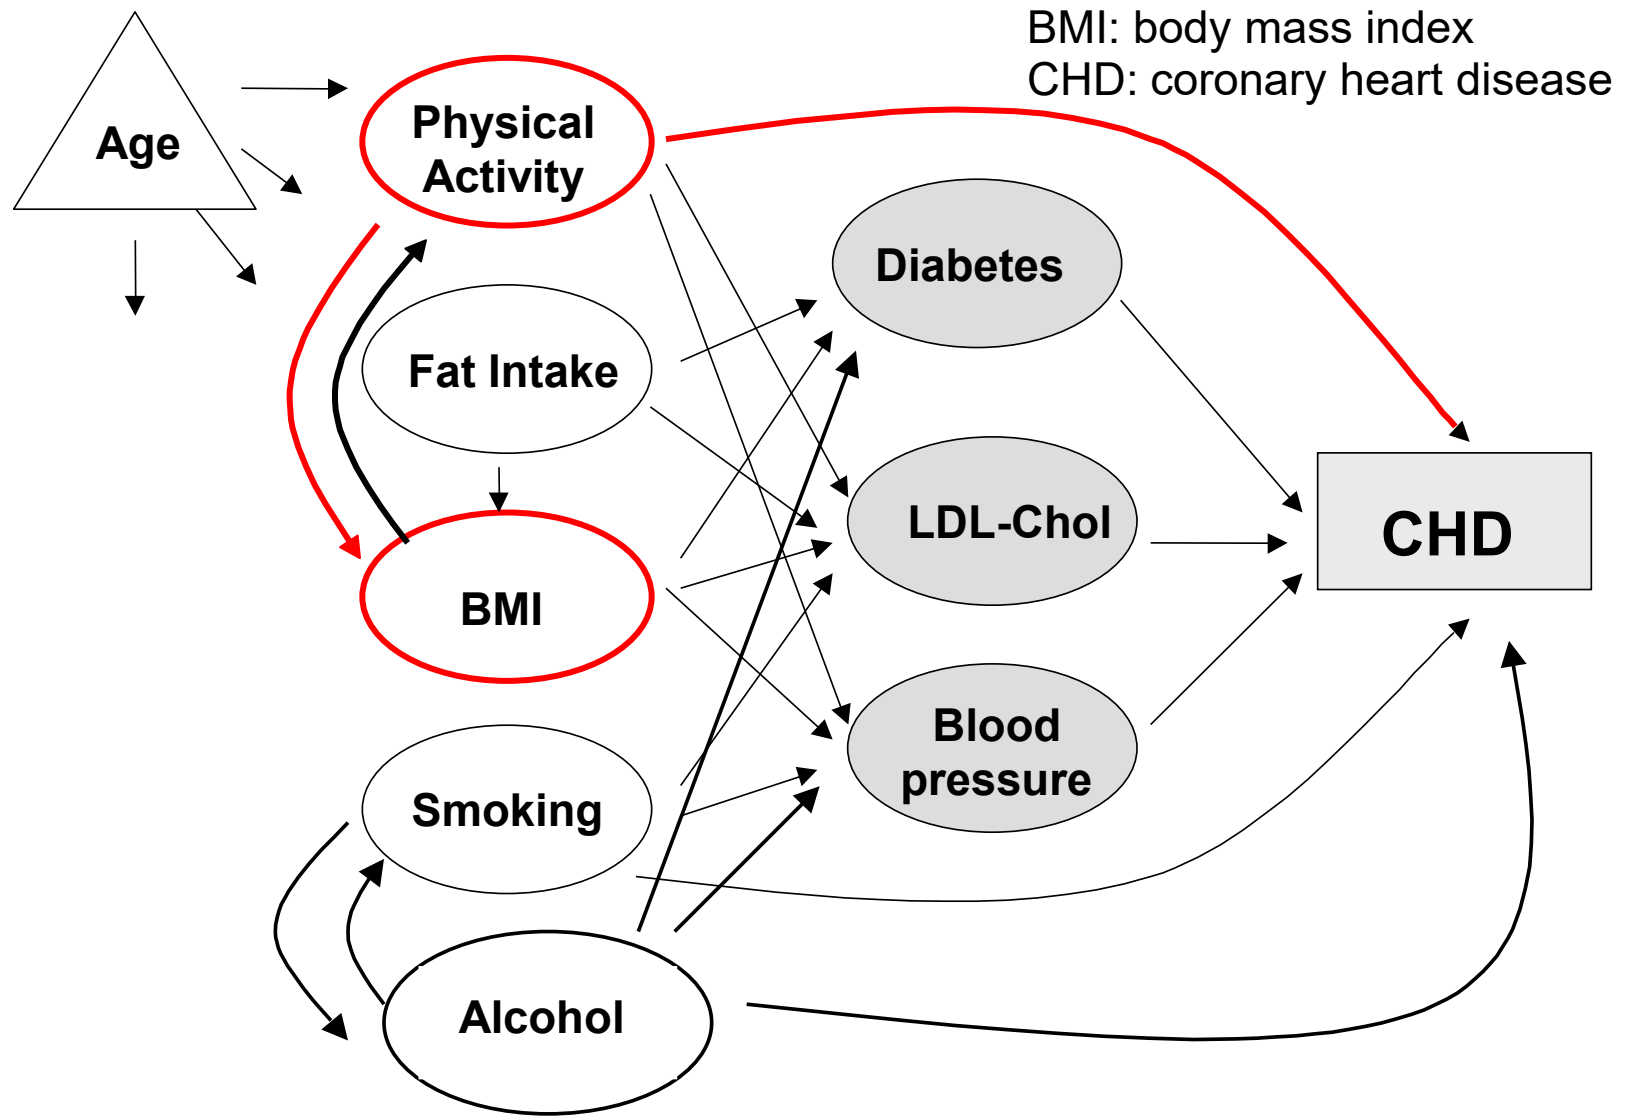 BMI: body mass index
CHD: coronary heart disease
Age
Physical
Activity
Diabetes
Fat Intake
LDL-Chol
CHD
BMI
Blood
pressure
Smoking
Alcohol